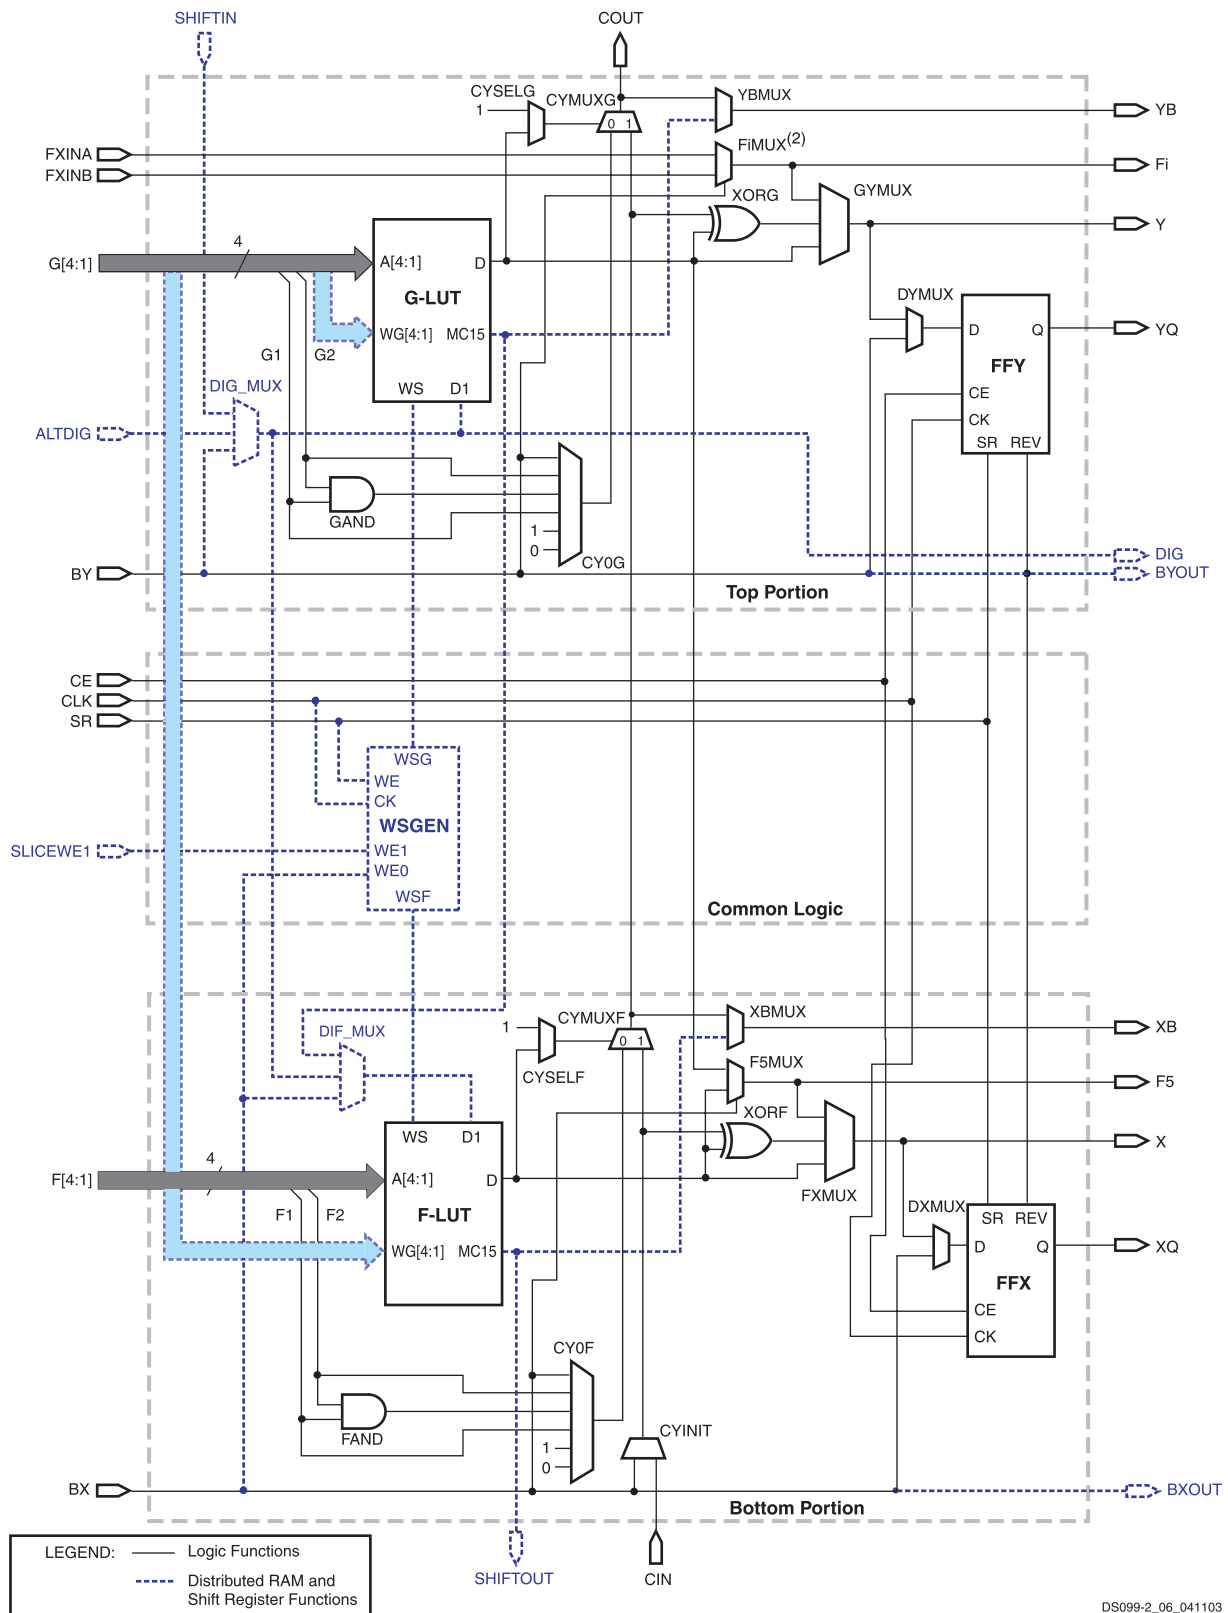 SHIFTIN
COUT
CYSELG
1
CYMUXG
0 1
YBMUX
YB
FXINA
FXINB
FiMUX(2)
Fi
XORG
GYMUX
Y
G[4:1]
4
A[4:1]
D
G-LUT
WG[4:1]
MC15
WS
D1
G1
G2
DYMUX
D
Q
FFY
CE
CK
SR
REV
YQ
DIG_MUX
ALTDIG
GAND
1
0
CY0G
DIG
BY
BYOUT
Top Portion
CE
CLK
SR
WSG
WE
CK
WSGEN
SLICEWE1
WE1
WE0
WSF
Common Logic
DIF_MUX
1
CYMUXF
0 1
CYSELF
XBMUX
XB
F5MUX
F5
XORF
X
FXMUX
WS
D1
F[4:1]
4
A[4:1]
D
F-LUT
WG[4:1]
MC15
F1
F2
DXMUX
SR
REV
D
Q
FFX
CE
CK
XQ
CY0F
FAND
1
0
CYINIT
BX
BXOUT
Bottom Portion
SHIFTOUT
CIN
LEGEND:
Logic Functions
Distributed RAM and
Shift Register Functions
DS099-2_06_041103